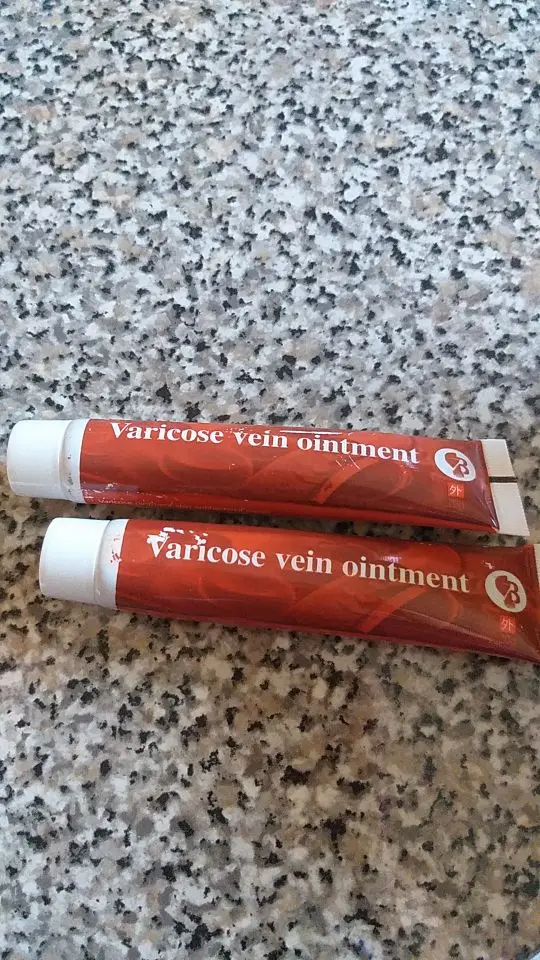 Varicose vein ointment
外
Varicose vein ointment
外